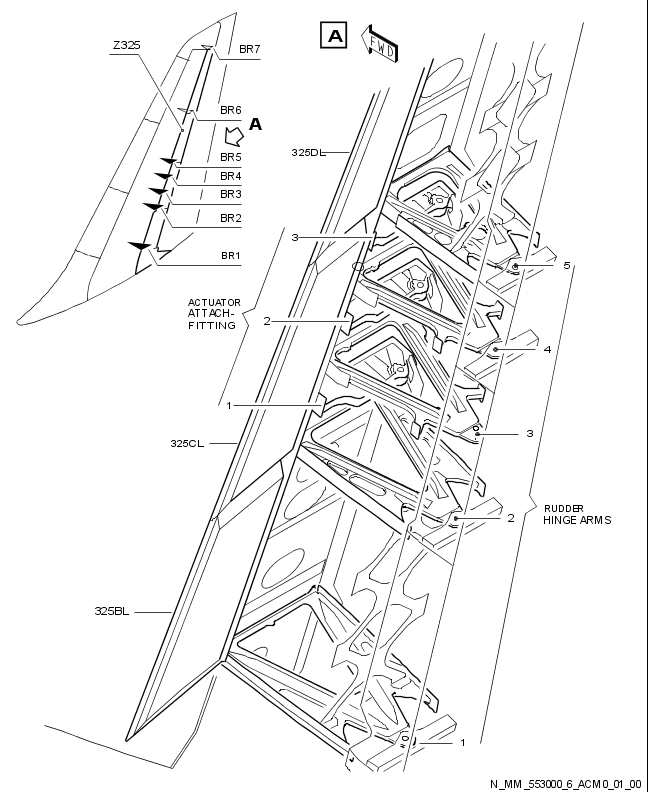 Z325
BR7
BR6
A
BR5
BR4
BR3
BR2
BR1
A
FWD
325DL
3
5
ACTUATOR
ATTACH-
FITTING
2
4
1
325CL
3
2
RUDDER
HINGE ARMS
325BL
1
N_MM_553000_6_ACM0_01_00